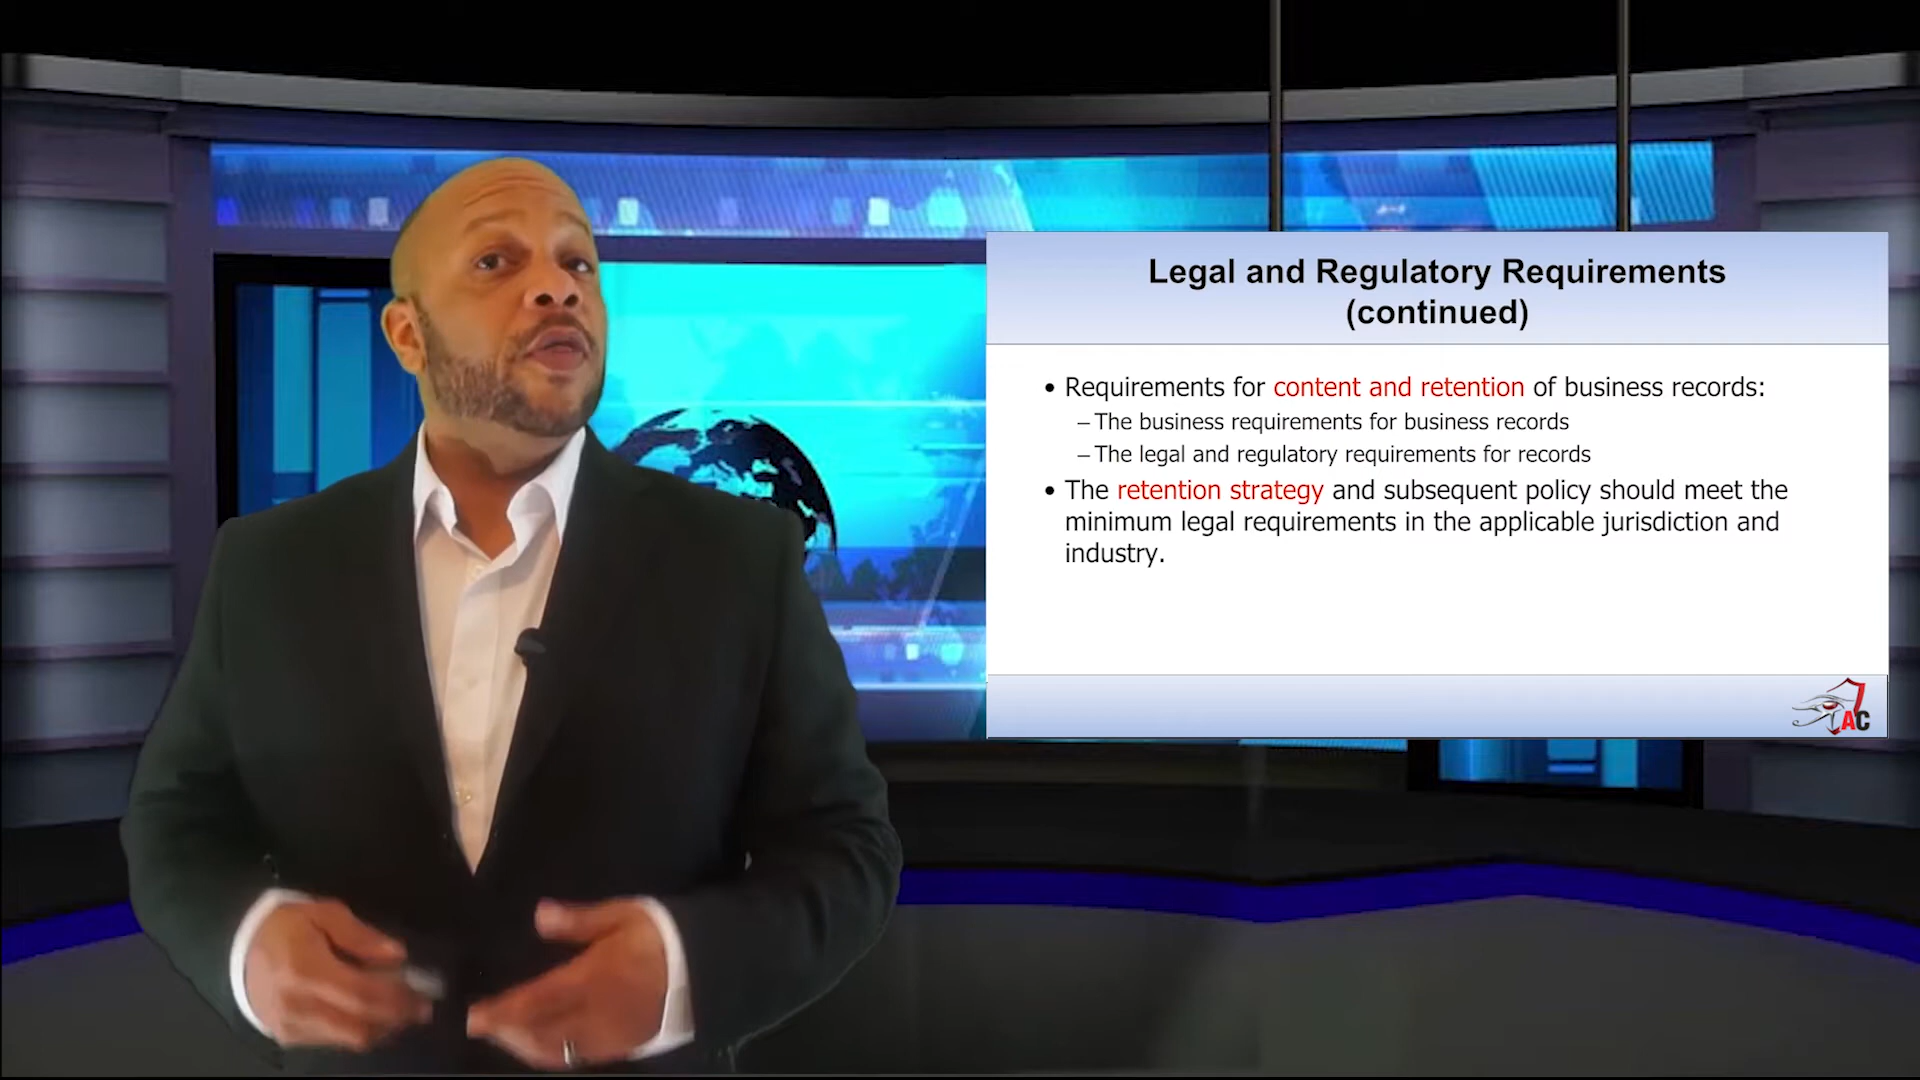 Legal and Regulatory Requirements
(continued)
• Requirements for content and retention of business records:
– The business requirements for business records
– The legal and regulatory requirements for records
• The retention strategy and subsequent policy should meet the
minimum legal requirements in the applicable jurisdiction and
industry.
AC